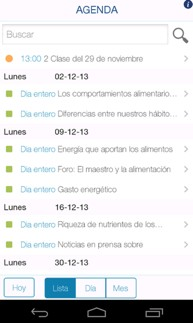 AGENDA
Buscar
13:00 2 Clase del 29 de noviembre
Lunes 02-12-13
Dia entero Los comportamientos alimentario...
Dia entero Diferencias entre nuestros hábito...
Lunes 09-12-13
Dia entero Energía que aportan los alimentos
Dia entero Foro: El maestro y la alimentación
Dia entero Gasto energético
Lunes 16-12-13
Dia entero Riqueza de nutrientes de los...
Dia entero Noticias en prensa sobre
Lunes 30-12-13
Hoy Lista Día Mes